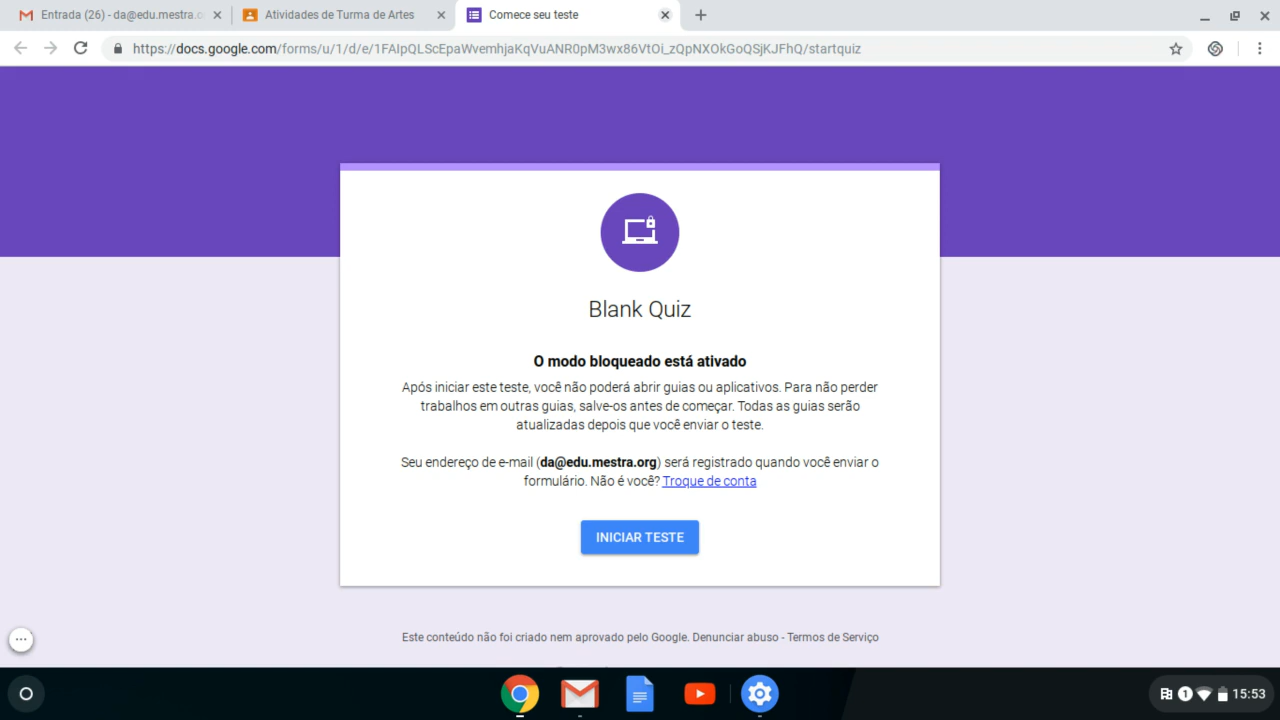 Entrada (26) - da@edu.mestra.o
Atividades de Turma de Artes
Comece seu teste
https://docs.google.com/forms/u/1/d/e/1FAIpQLScEpaWvemhjaKqVuANR0pM3wx86VtOi_zQpNXOkGoQSjKJFhQ/startquiz
Blank Quiz
O modo bloqueado está ativado
Após iniciar este teste, você não poderá abrir guias ou aplicativos. Para não perder
trabalhos em outras guias, salve-os antes de começar. Todas as guias serão
atualizadas depois que você enviar o teste.
Seu endereço de e-mail (da@edu.mestra.org) será registrado quando você enviar o
formulário. Não é você? Troque de conta
INICIAR TESTE
Este conteúdo não foi criado nem aprovado pelo Google. Denunciar abuso - Termos de Serviço
1
15:53